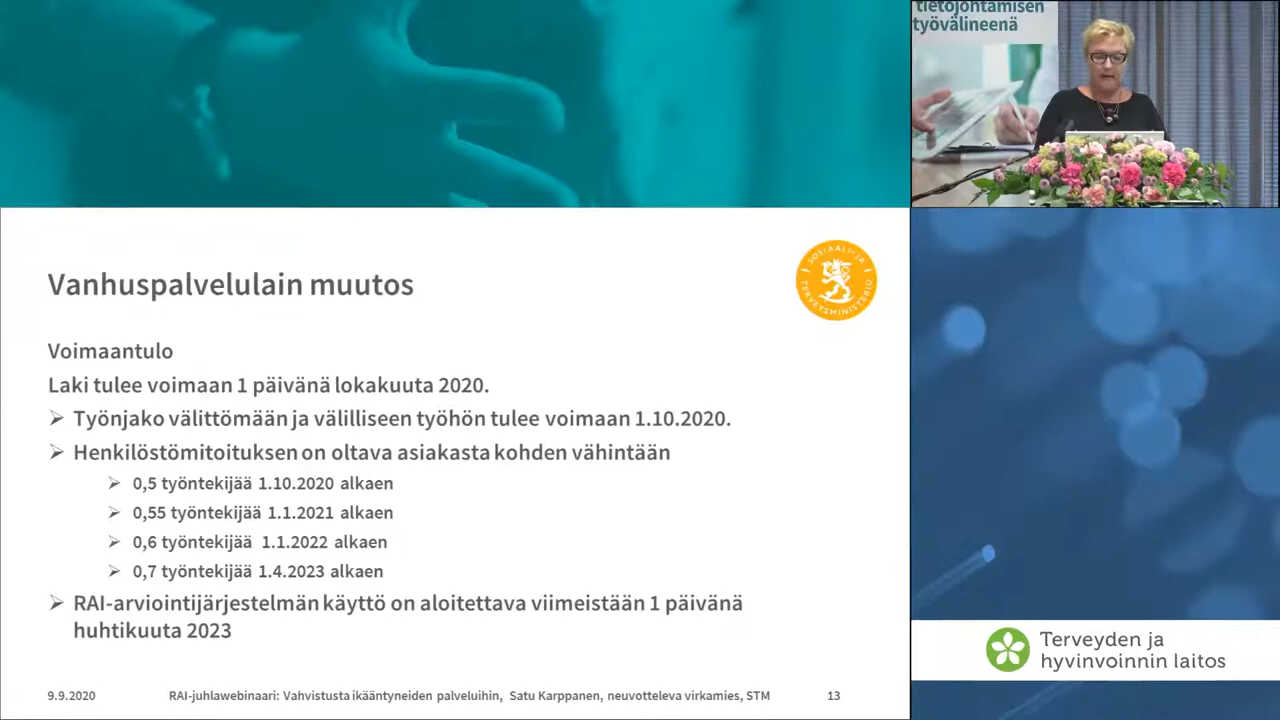 tietojohtamisen
työvälineenä
Vanhuspalvelulain muutos
SOSIAALI- JA
TERVEYSMINISTERIÖ
Voimaantulo
Laki tulee voimaan 1 päivänä lokakuuta 2020.
Työnjako välittömään ja välilliseen työhön tulee voimaan 1.10.2020.
Henkilöstömitoituksen on oltava asiakasta kohden vähintään
0,5 työntekijää 1.10.2020 alkaen
0,55 työntekijää 1.1.2021 alkaen
0,6 työntekijää 1.1.2022 alkaen
0,7 työntekijää 1.4.2023 alkaen
RAI-arviointijärjestelmän käyttö on aloitettava viimeistään 1 päivänä
huhtikuuta 2023
9.9.2020 RAI-juhlawebinaari: Vahvistusta ikääntyneiden palveluihin, Satu Karppanen, neuvotteleva virkamies, STM 13
Terveyden ja
hyvinvoinnin laitos